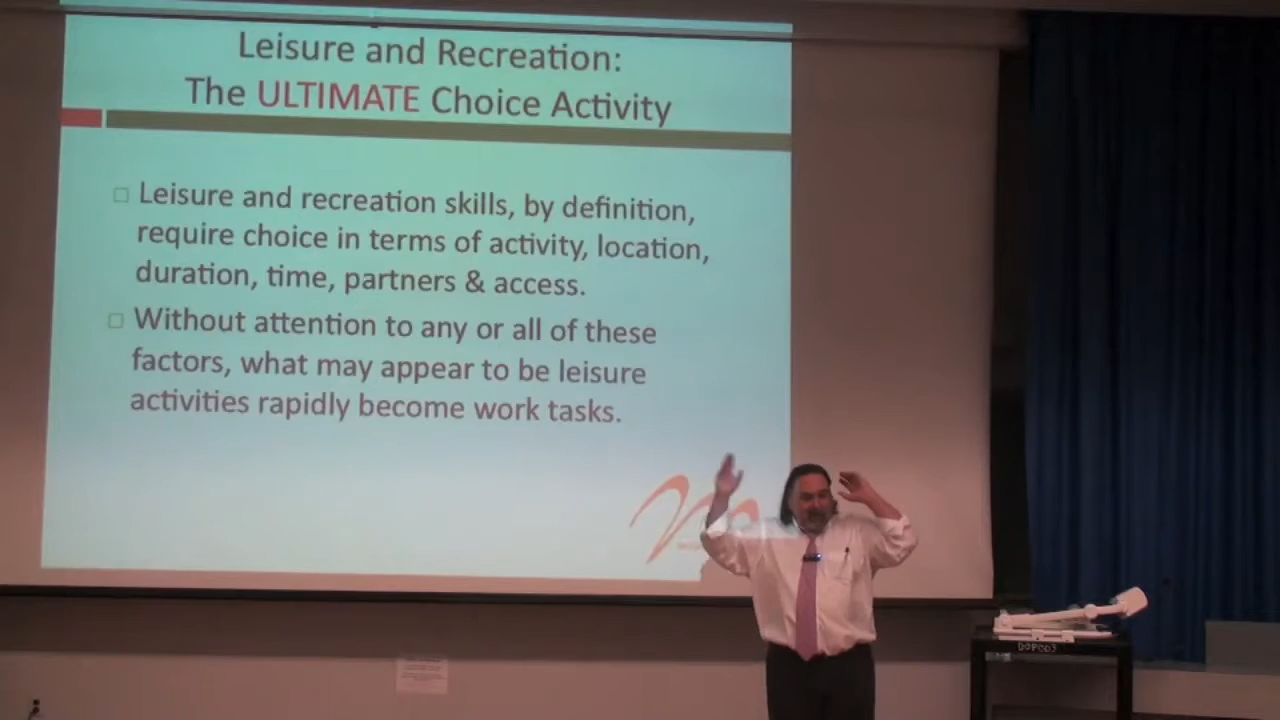 Leisure and Recreation:
The ULTIMATE Choice Activity
Leisure and recreation skills, by definition,
require choice in terms of activity, location,
duration, time, partners & access.
Without attention to any or all of these
factors, what may appear to be leisure
activities rapidly become work tasks.
DOPC03